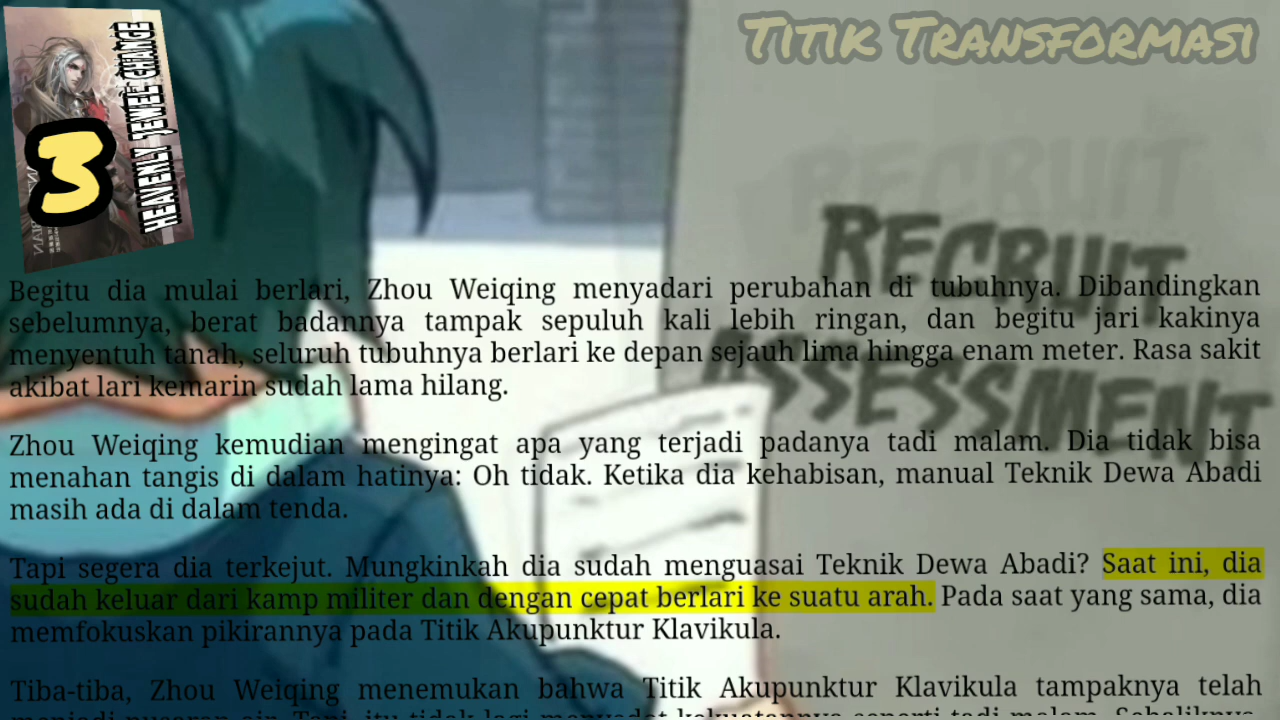 Titik Transformasi
HEAVENLY JEWEL CHANGE
3
RECRUIT
RECRUIT
ASSESSMENT
Begitu dia mulai berlari, Zhou Weiqing menyadari perubahan di tubuhnya. Dibandingkan
sebelumnya, berat badannya tampak sepuluh kali lebih ringan, dan begitu jari kakinya
menyentuh tanah, seluruh tubuhnya berlari ke depan sejauh lima hingga enam meter. Rasa sakit
akibat lari kemarin sudah lama hilang.
Zhou Weiqing kemudian mengingat apa yang terjadi padanya tadi malam. Dia tidak bisa
menahan tangis di dalam hatinya: Oh tidak. Ketika dia kehabisan, manual Teknik Dewa Abadi
masih ada di dalam tenda.
Tapi segera dia terkejut. Mungkinkah dia sudah menguasai Teknik Dewa Abadi? Saat ini, dia
sudah keluar dari kamp militer dan dengan cepat berlari ke suatu arah. Pada saat yang sama, dia
memfokuskan pikirannya pada Titik Akupunktur Klavikula.
Tiba-tiba, Zhou Weiqing menemukan bahwa Titik Akupunktur Klavikula tampaknya telah